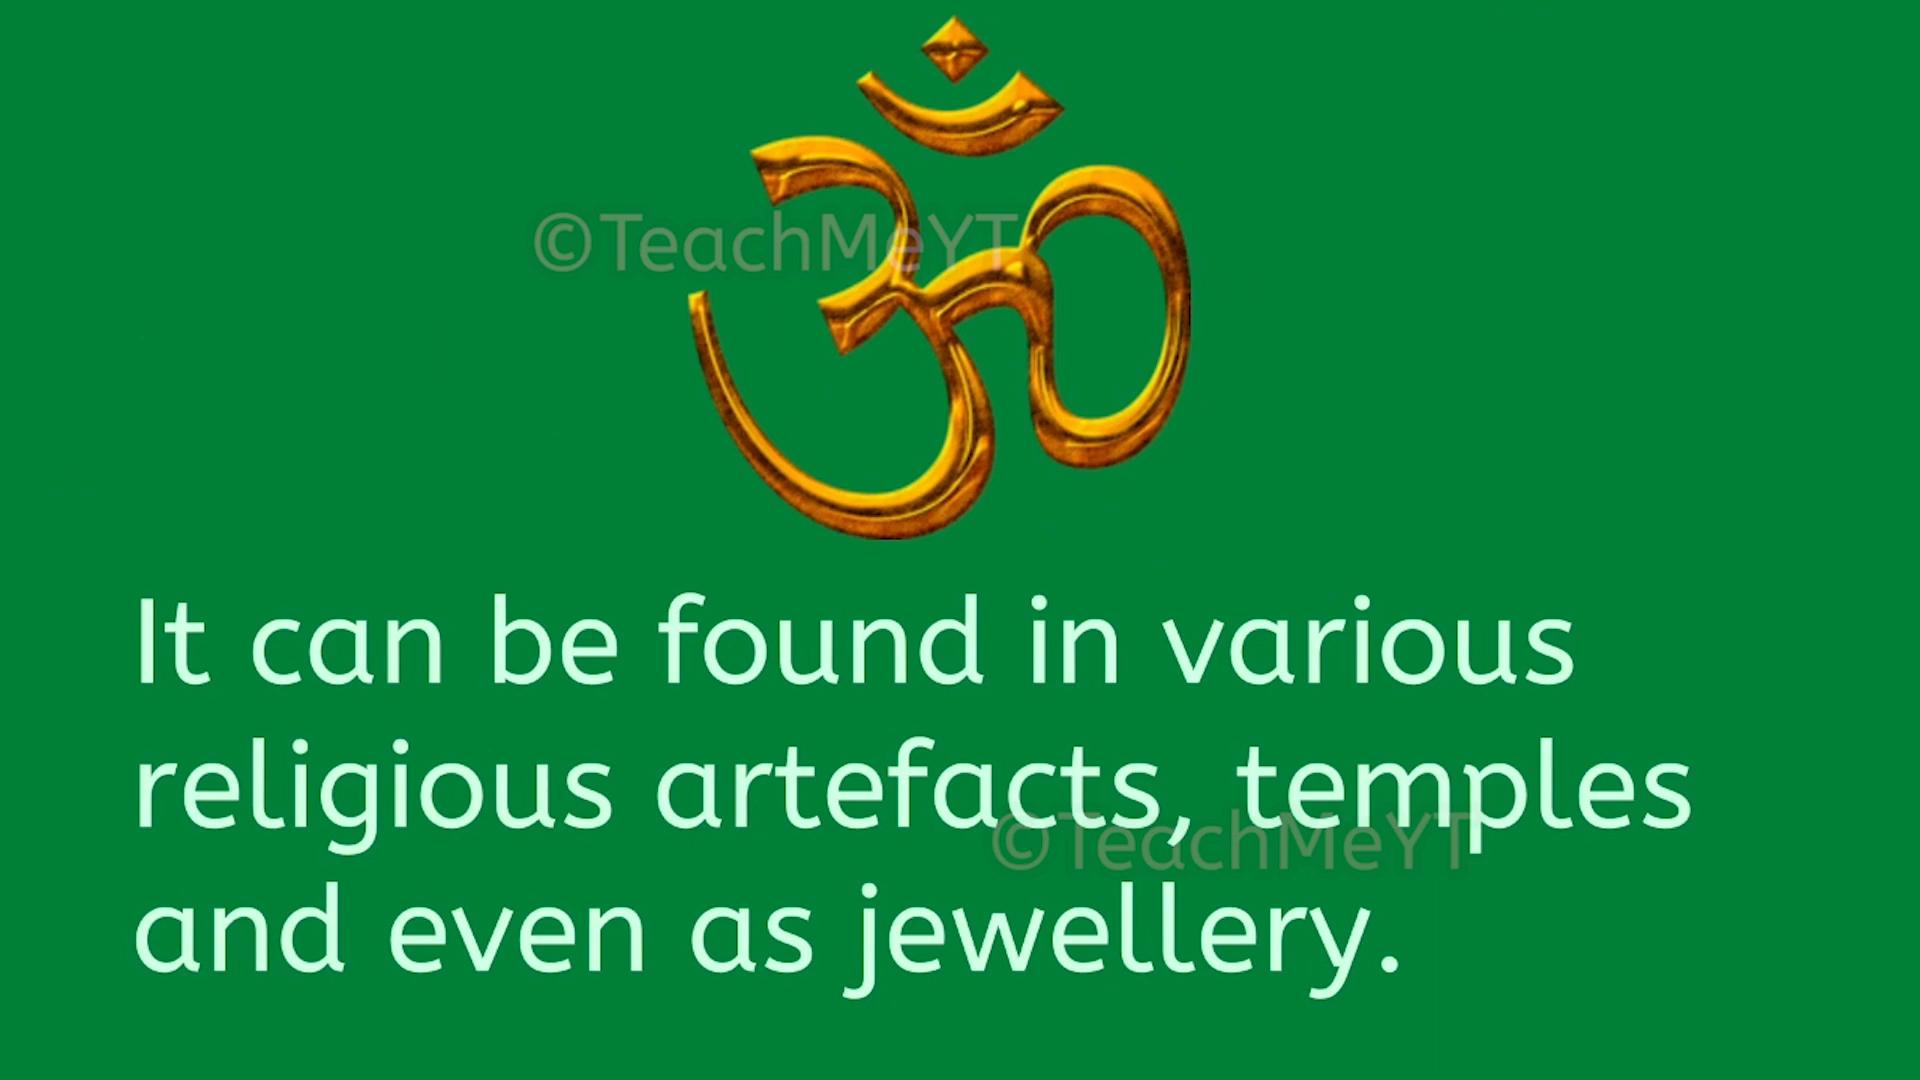 ॐ
©TeachMeYT
It can be found in various
religious artefacts, temples
©TeachMeYT
and even as jewellery.